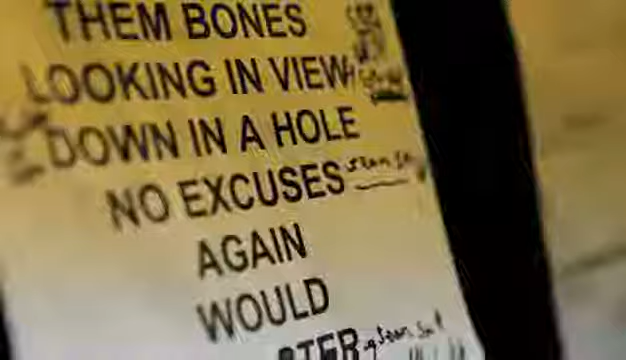 THEM BONES
LOOKING IN VIEW
DOWN IN A HOLE
NO EXCUSES
AGAIN
WOULD